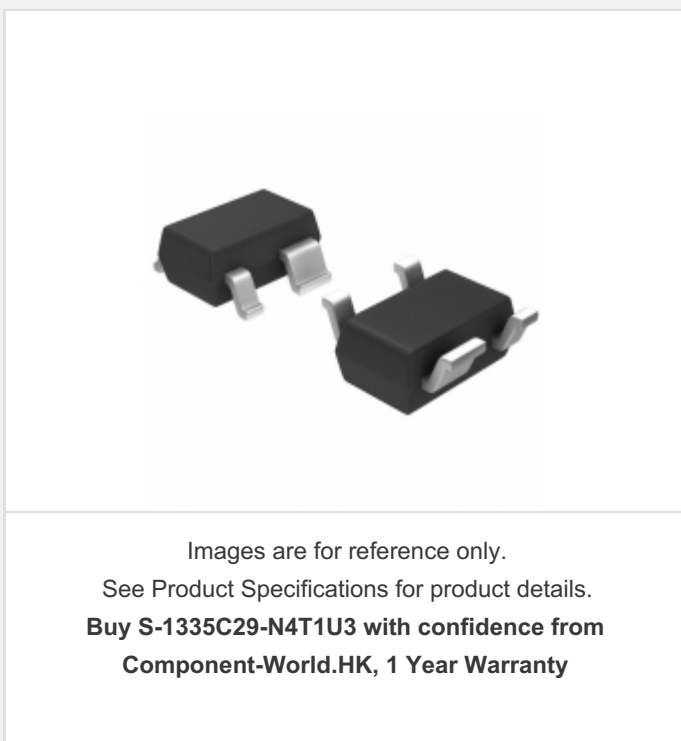 Images are for reference only.
See Product Specifications for product details.
Buy S-1335C29-N4T1U3 with confidence from
Component-World.HK, 1 Year Warranty